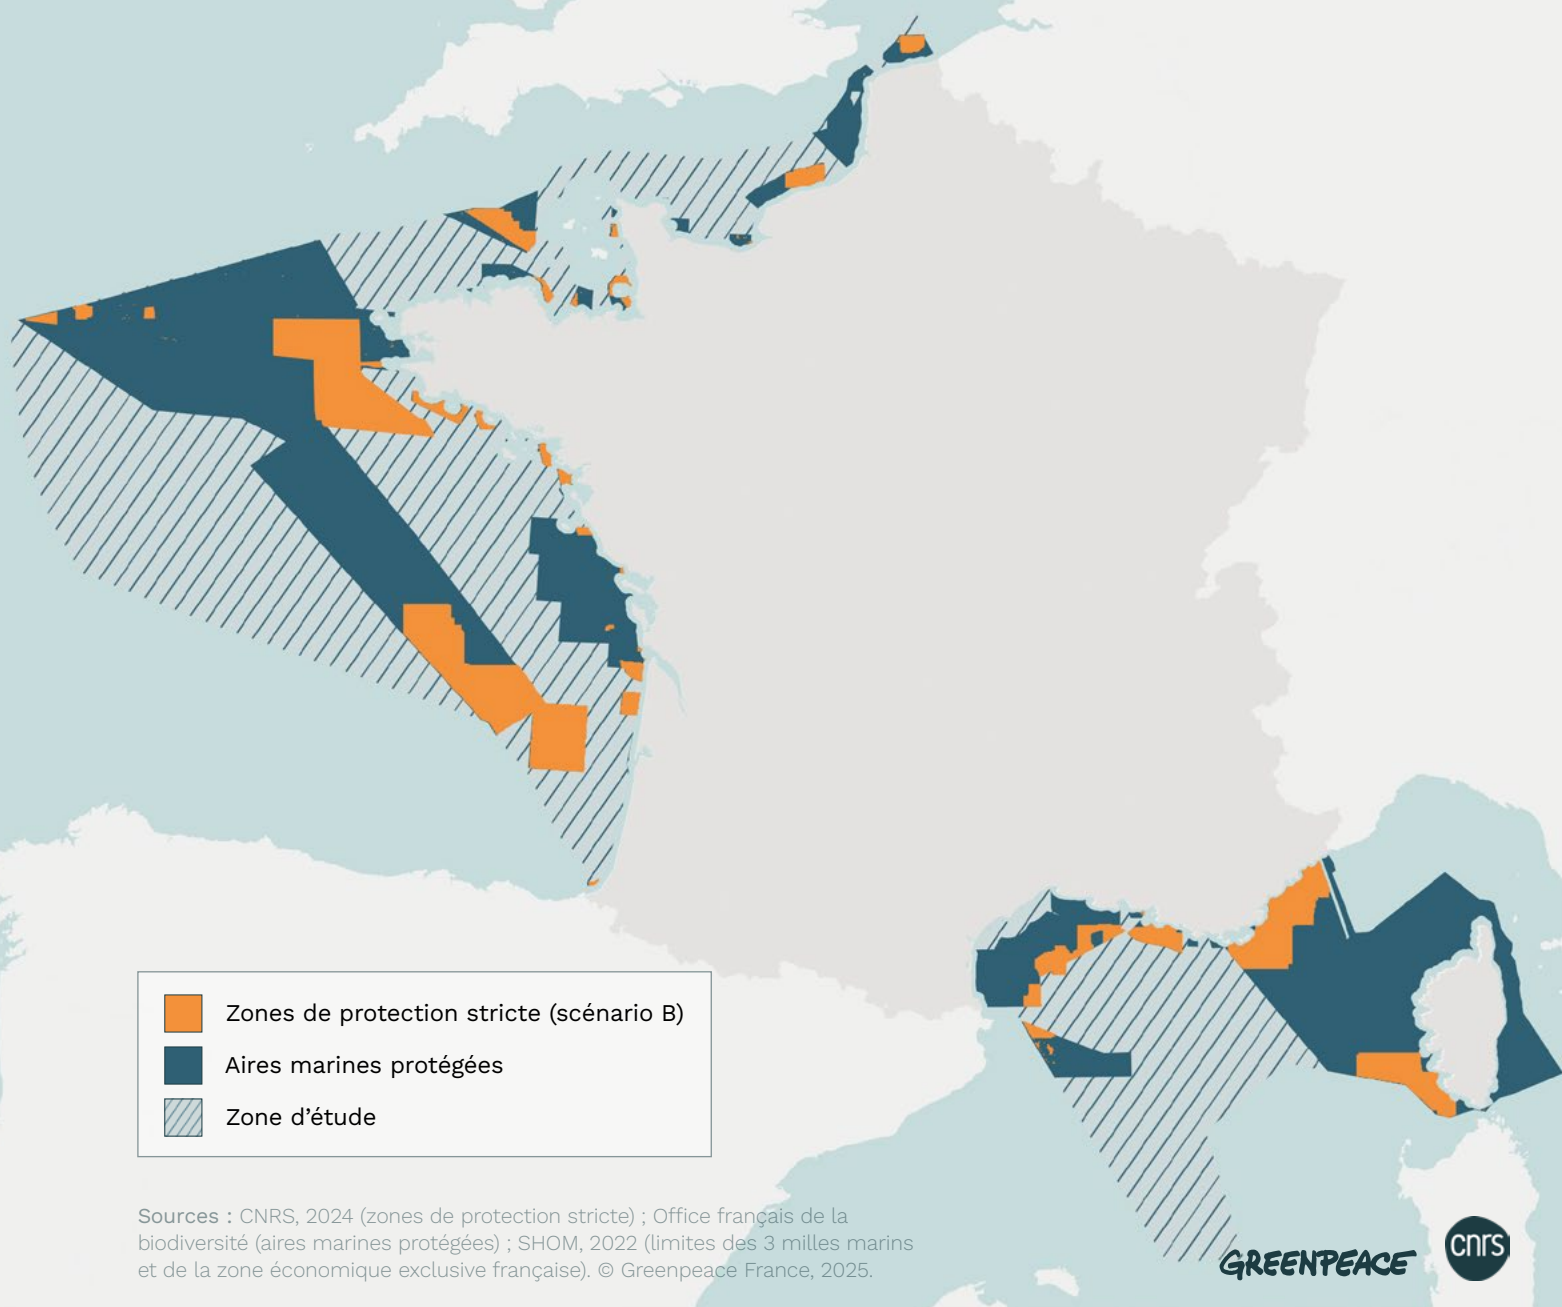 Zones de protection stricte (scénario B)
Aires marines protégées
Zone d’étude
Sources : CNRS, 2024 (zones de protection stricte) ; Office français de la
biodiversité (aires marines protégées) ; SHOM, 2022 (limites des 3 milles marins
et de la zone économique exclusive française). © Greenpeace France, 2025.
GREENPEACE
cnrs